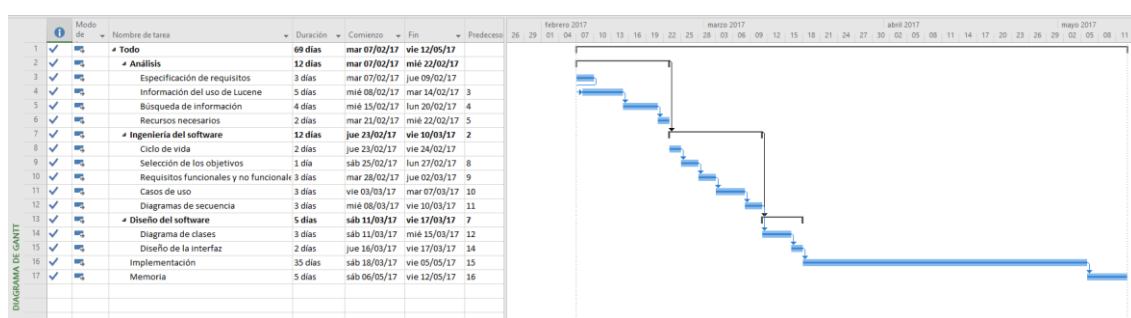 febrero 2017 marzo 2017 abril 2017 mayo 2017
Modo de Nombre de tarea Duración Comienzo Fin Predeceso 26 29 01 04 07 10 13 16 19 22 25 28 03 06 09 12 15 18 21 24 27 30 02 05 08 11 14 17 20 23 26 29 02 05 08 11
1 Todo 69 días mar 07/02/17 vie 12/05/17
2 Análisis 12 días mar 07/02/17 mié 22/02/17
3 Especificación de requisitos 3 días mar 07/02/17 jue 09/02/17
4 Información del uso de Lucene 5 días mié 08/02/17 mar 14/02/17 3
5 Búsqueda de información 4 días mié 15/02/17 lun 20/02/17 4
6 Recursos necesarios 2 días mar 21/02/17 mié 22/02/17 5
7 Ingeniería del software 12 días jue 23/02/17 vie 10/03/17 2
8 Ciclo de vida 2 días jue 23/02/17 vie 24/02/17
9 Selección de los objetivos 1 día sáb 25/02/17 lun 27/02/17 8
10 Requisitos funcionales y no funcionale 3 días mar 28/02/17 jue 02/03/17 9
11 Casos de uso 3 días vie 03/03/17 mar 07/03/17 10
12 Diagramas de secuencia 3 días mié 08/03/17 vie 10/03/17 11
13 Diseño del software 5 días sáb 11/03/17 vie 17/03/17 7
14 Diagrama de clases 3 días sáb 11/03/17 mié 15/03/17 12
15 Diseño de la interfaz 2 días jue 16/03/17 vie 17/03/17 14
16 Implementación 35 días sáb 18/03/17 vie 05/05/17 15
17 Memoria 5 días sáb 06/05/17 vie 12/05/17 16
DIAGRAMA DE GANTT